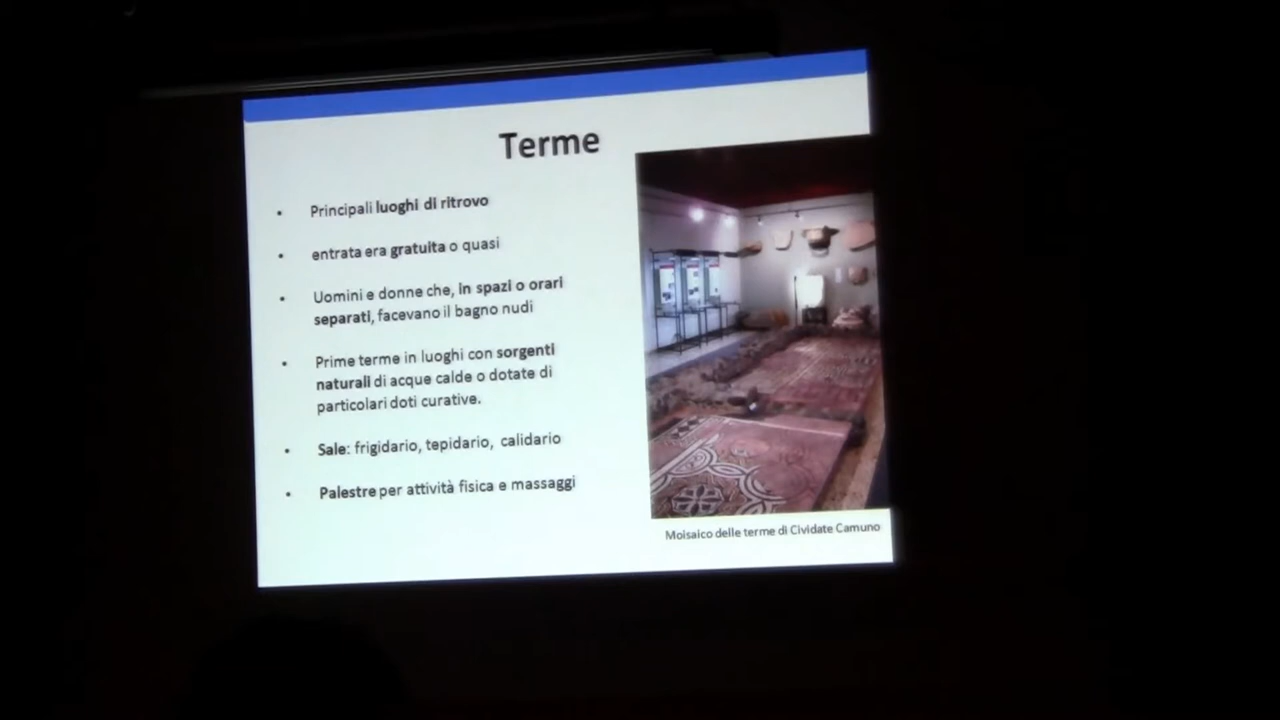 Terme
• Principali luoghi di ritrovo
• entrata era gratuita o quasi
• Uomini e donne che, in spazi o orari
separati, facevano il bagno nudi
• Prime terme in luoghi con sorgenti
naturali di acque calde o dotate di
particolari doti curative.
• Sale: frigidario, tepidario, calidario
• Palestre per attività fisica e massaggi
Moisaico delle terme di Cividate Camuno